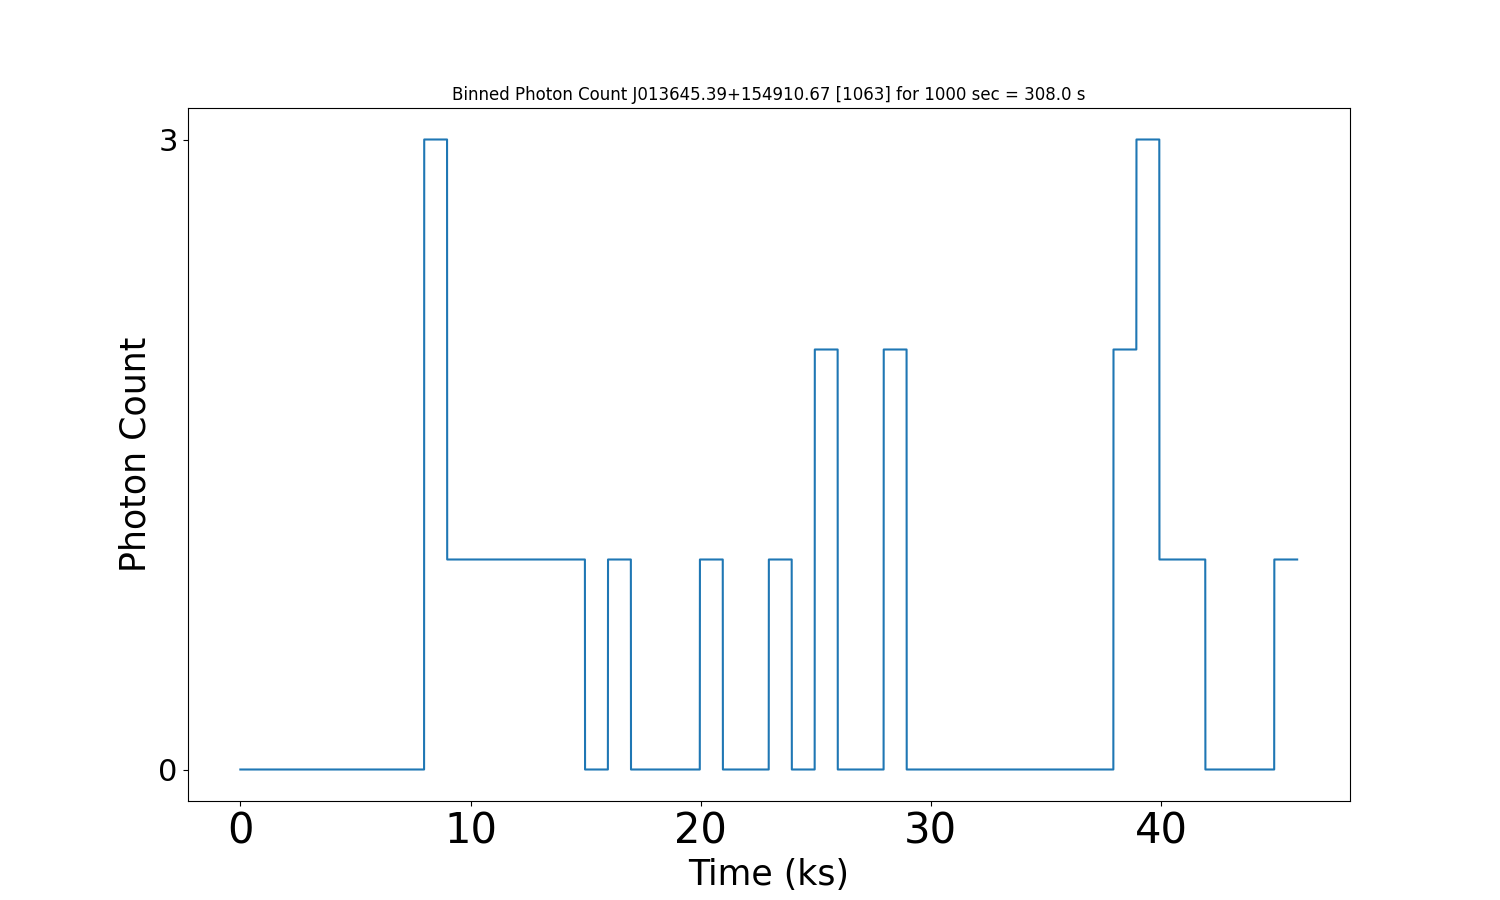 Binned Photon Count J013645.39+154910.67 [1063] for 1000 sec = 308.0 s
3
Photon Count
0
0 10 20 30 40
Time (ks)